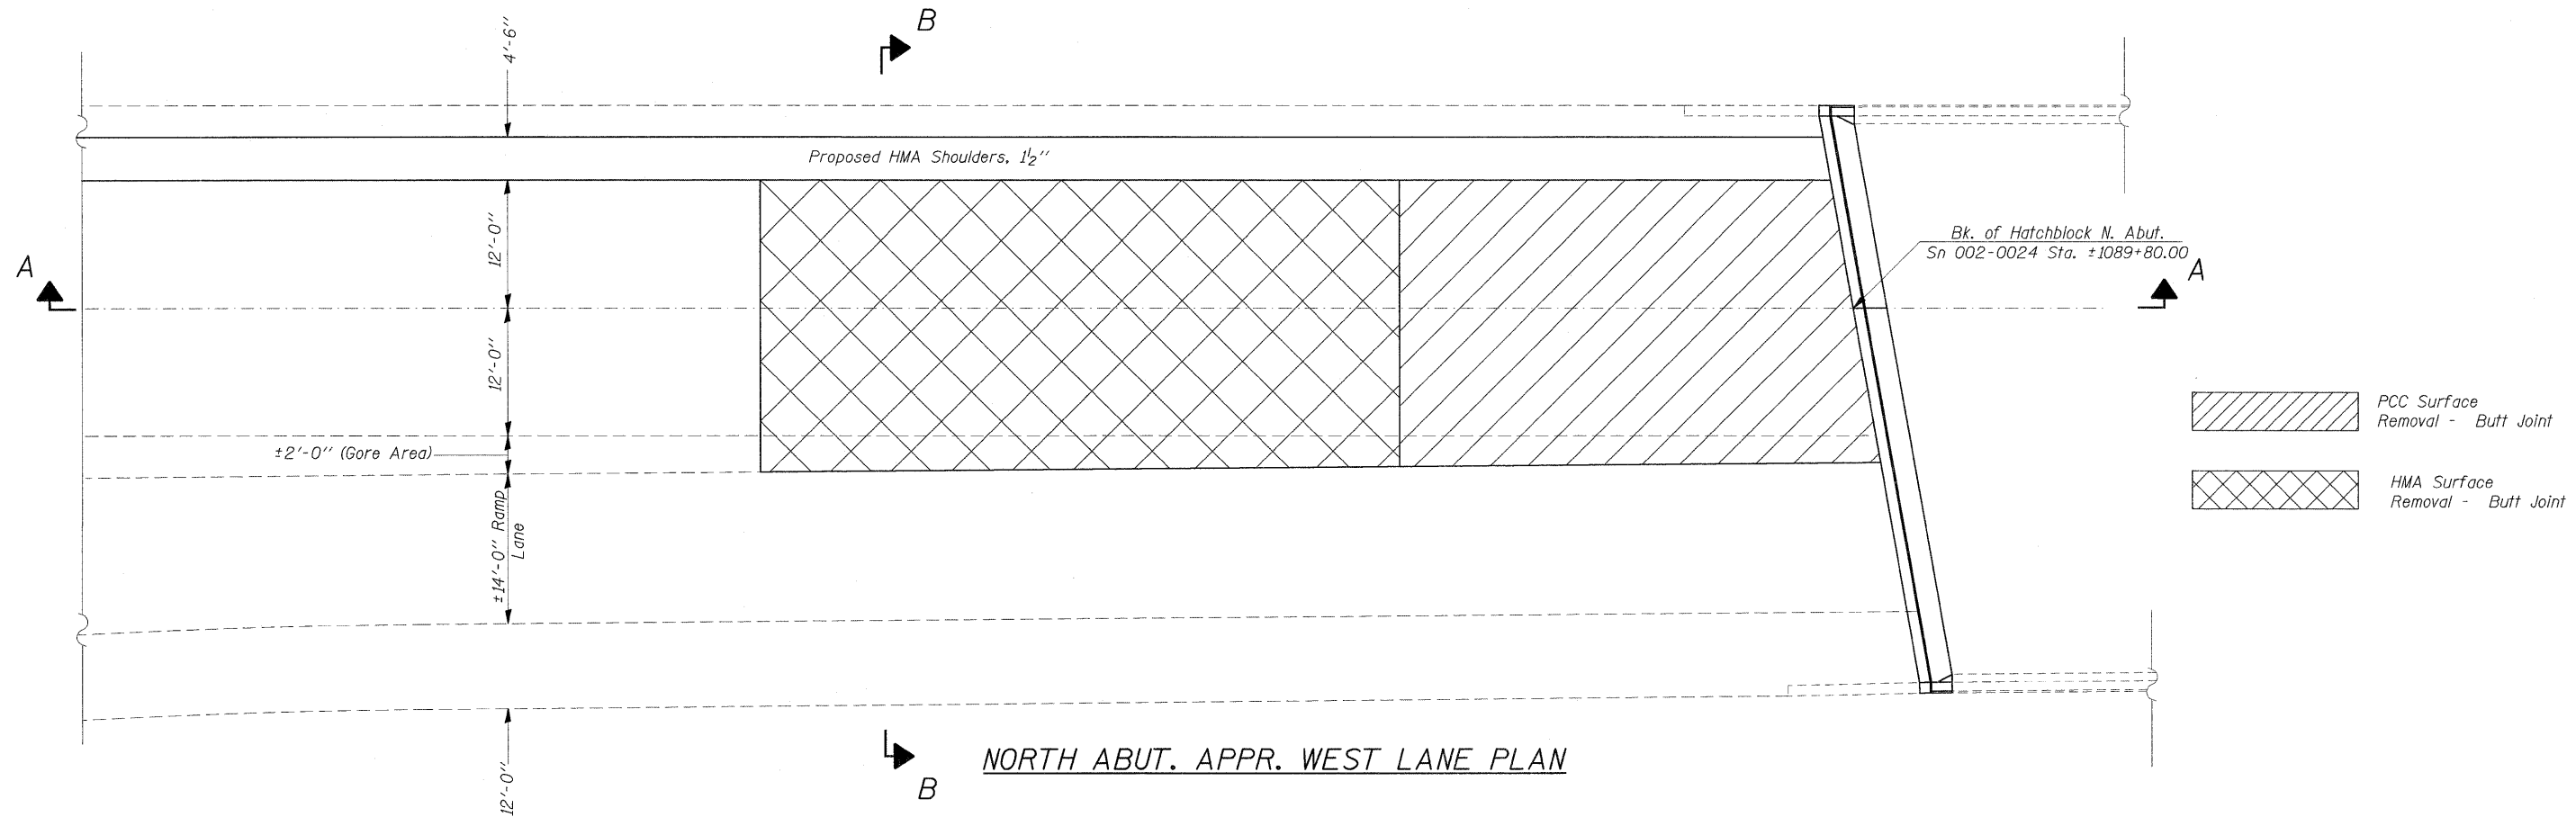 B
4'-6"
Proposed HMA Shoulders, 1½"
12'-0"
Bk. of Hatchblock N. Abut.
Sn 002-0024 Sta. ±1089+80.00
A
A
12'-0"
PCC Surface
Removal - Butt Joint
±2'-0" (Gore Area)
HMA Surface
Removal - Butt Joint
±14'-0" Ramp
Lane
12'-0"
B
NORTH ABUT. APPR. WEST LANE PLAN